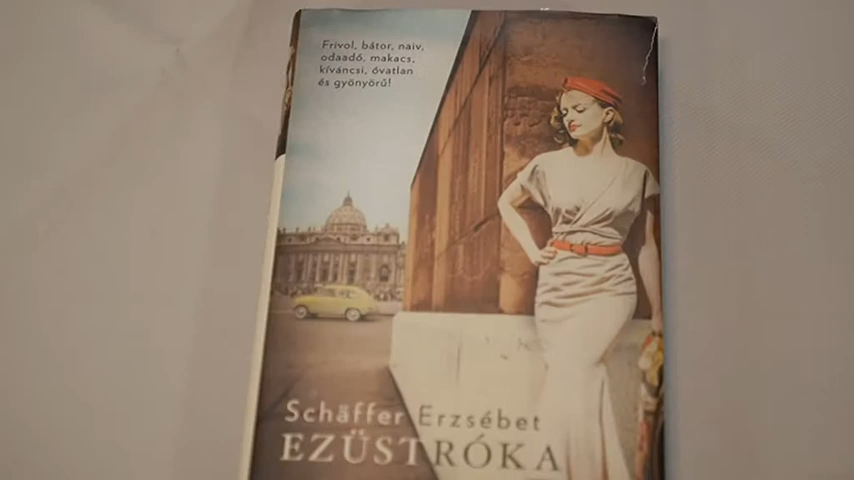 Frivol, bátor, naiv,
odaadó, makacs,
kíváncsi, óvatlan
és gyönyörű!
Schäffer Erzsébet
EZÜSTRÓKA